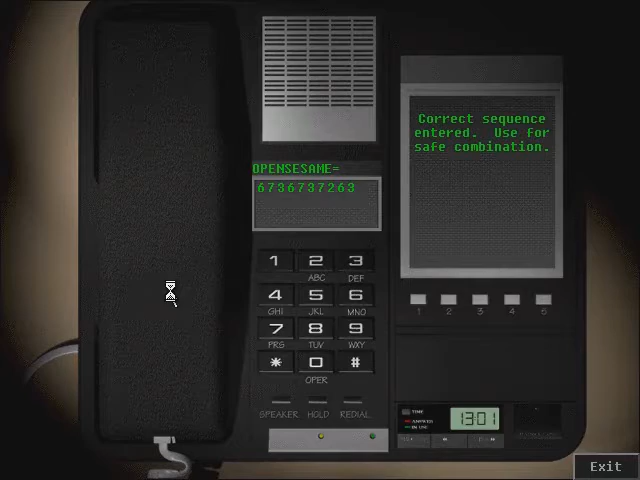 Correct sequence
entered. Use for
safe combination.
OPENSESAME=
6736737263
1 2 3
ABC DEF
4 5 6
GHI JKL MNO
7 8 9
PRS TUV WXY
* 0 #
OPER
1 2 3 4 5
SPEAKER HOLD REDIAL
TIME
ANSWER
IN USE
1301
Exit